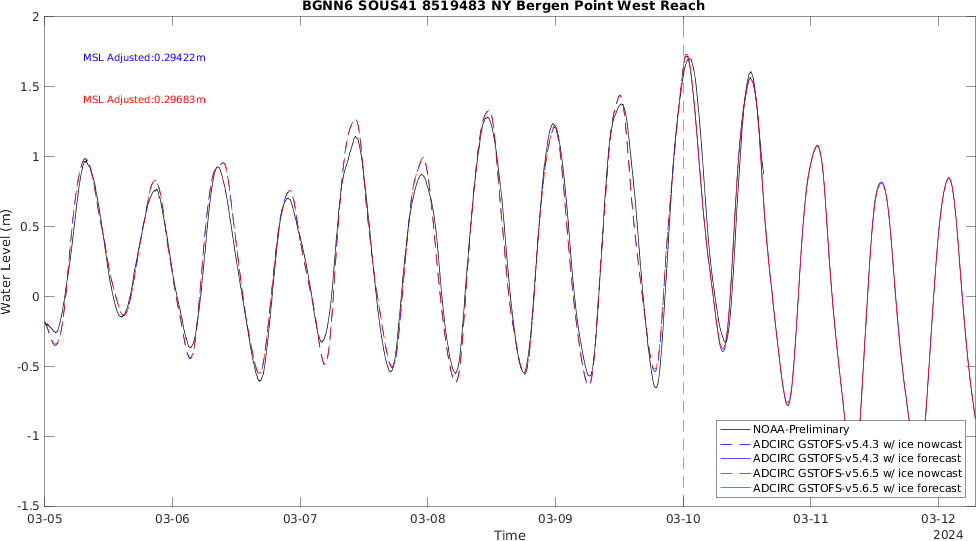 BGNN6 SOUS41 8519483 NY Bergen Point West Reach
MSL Adjusted:0.29422m
MSL Adjusted:0.29683m
Water Level (m)
2
1.5
1
0.5
0
-0.5
-1
-1.5
NOAA-Preliminary
ADCIRC GSTOFS-v5.4.3 w/ ice nowcast
ADCIRC GSTOFS-v5.4.3 w/ ice forecast
ADCIRC GSTOFS-v5.6.5 w/ ice nowcast
ADCIRC GSTOFS-v5.6.5 w/ ice forecast
03-05 03-06 03-07 03-08 03-09 03-10 03-11 03-12
Time
2024